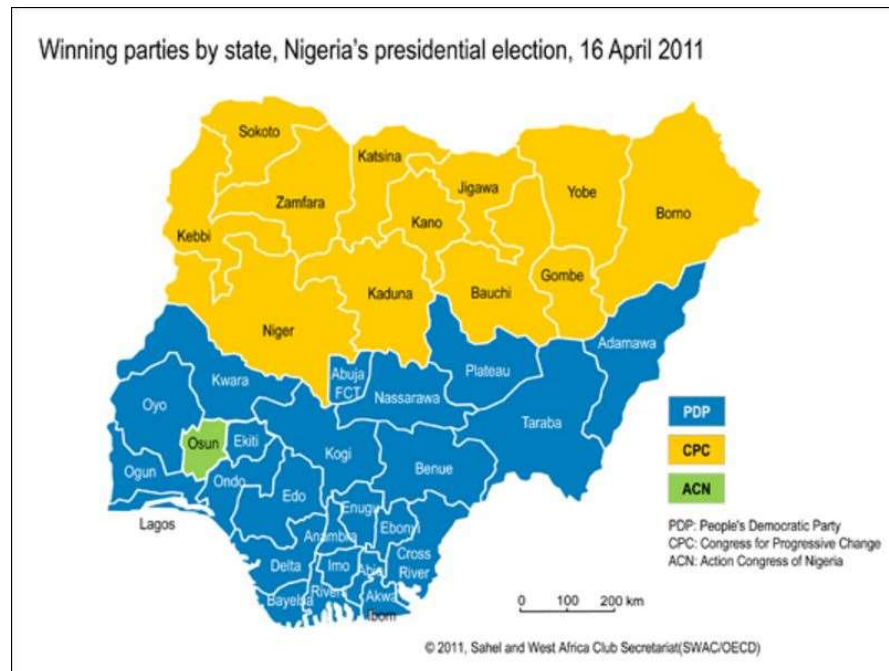 Winning parties by state, Nigeria's presidential election, 16 April 2011
Sokoto
Katsina
Jigawa
Yobe
Zamfara
Borno
Kano
Kebbi
Gombe
Kaduna
Bauchi
Niger
Adamawa
Abuja
FCT
Plateau
Kwara
Nassarawa
Oyo
Taraba
Osun
Ekiti
Kogi
Benue
Ogun
Ondo
Edo
Enugu
Lagos
Anambra
Ebonyi
Delta
Imo
Abia
Cross
River
Bayelsa
Rivers
Akwa
Ibom
PDP
CPC
ACN
PDP: People's Democratic Party
CPC: Congress for Progressive Change
ACN: Action Congress of Nigeria
0 100 200 km
© 2011, Sahel and West Africa Club Secretariat(SWAC/OECD)